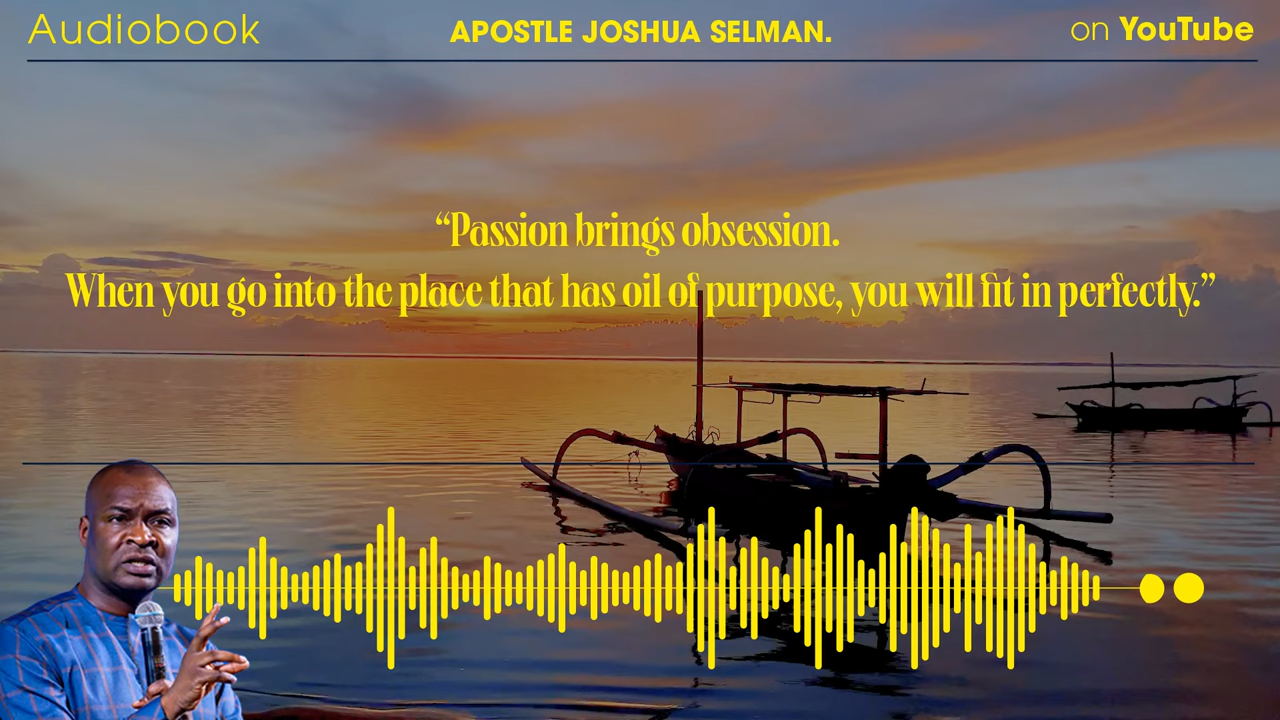 Audiobook
APOSTLE JOSHUA SELMAN.
on YouTube
“Passion brings obsession.
When you go into the place that has oil of purpose, you will fit in perfectly.”